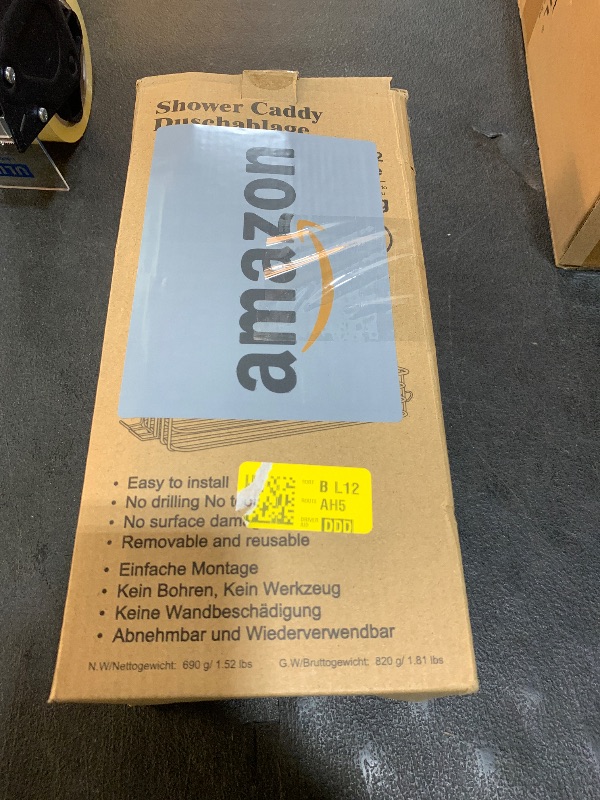 Shower Caddy
Duschablage
amazon
• Easy to install
• No drilling No
• No surface
• Removable and reusable
B L12
AH5
DDD
• Einfache Montage
• Kein Bohren, Kein Werkzeug
• Keine Wandbeschädigung
• Abnehmbar und Wiederverwendbar
N.W/Nettogewicht: 690 g/ 1.52 lbs G.W/Bruttogewicht: 820 g/ 1.81 lbs